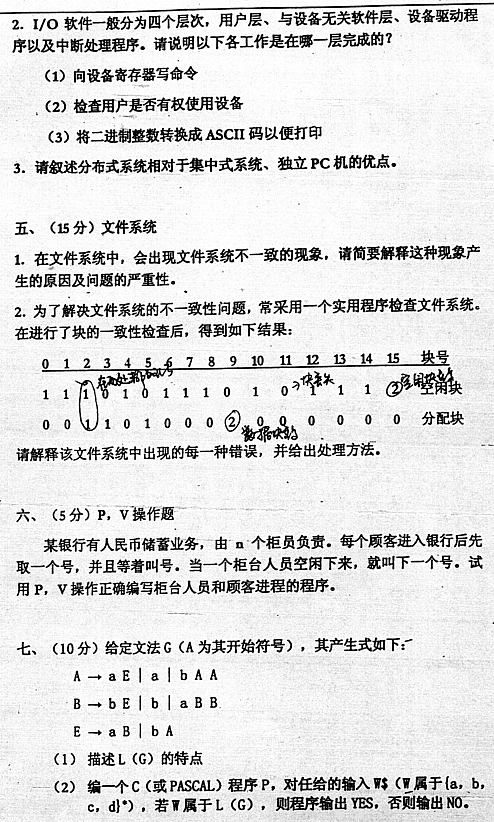 2. I/O 软件一般分为四个层次，用户层、与设备无关软件层、设备驱动程
序以及中断处理程序。请说明以下各工作是在哪一层完成的？
（1）向设备寄存器写命令
（2）检查用户是否有权使用设备
（3）将二进制整数转换成 ASCII 码以便打印
3．请叙述分布式系统相对于集中式系统、独立 PC 机的优点。
五、（15 分）文件系统
1. 在文件系统中，会出现文件系统不一致的现象，请简要解释这种现象产
生的原因及问题的严重性。
2. 为了解决文件系统的不一致性问题，常采用一个实用程序检查文件系统。
在进行了块的一致性检查后，得到如下结果：
0 1 2 3 4 5 6 7 8 9 10 11 12 13 14 15 块号
1 1 1 0 1 0 1 1 1 0 1 0 1 1 2 空闲块
0 0 1 1 0 1 0 0 0 2 0 0 0 0 0 0 分配块
请解释该文件系统中出现的每一种错误，并给出处理方法。
六、（5 分）P，V 操作题
某银行有人民币储蓄业务，由 n 个柜员负责。每个顾客进入银行后先
取一个号，并且等着叫号。当一个柜台人员空闲下来，就叫下一个号。试
用 P，V 操作正确编写柜台人员和顾客进程的程序。
七、（10 分）给定文法 G（A 为其开始符号），其产生式如下：
A → a E | a | b A A
B → b E | b | a B B
E → a B | b A
（1） 描述 L（G）的特点
（2） 编一个 C（或 PASCAL）程序 P，对任给的输入 W$（W 属于{a，b，
c，d}*），若 W 属于 L（G），则程序输出 YES，否则输出 NO。